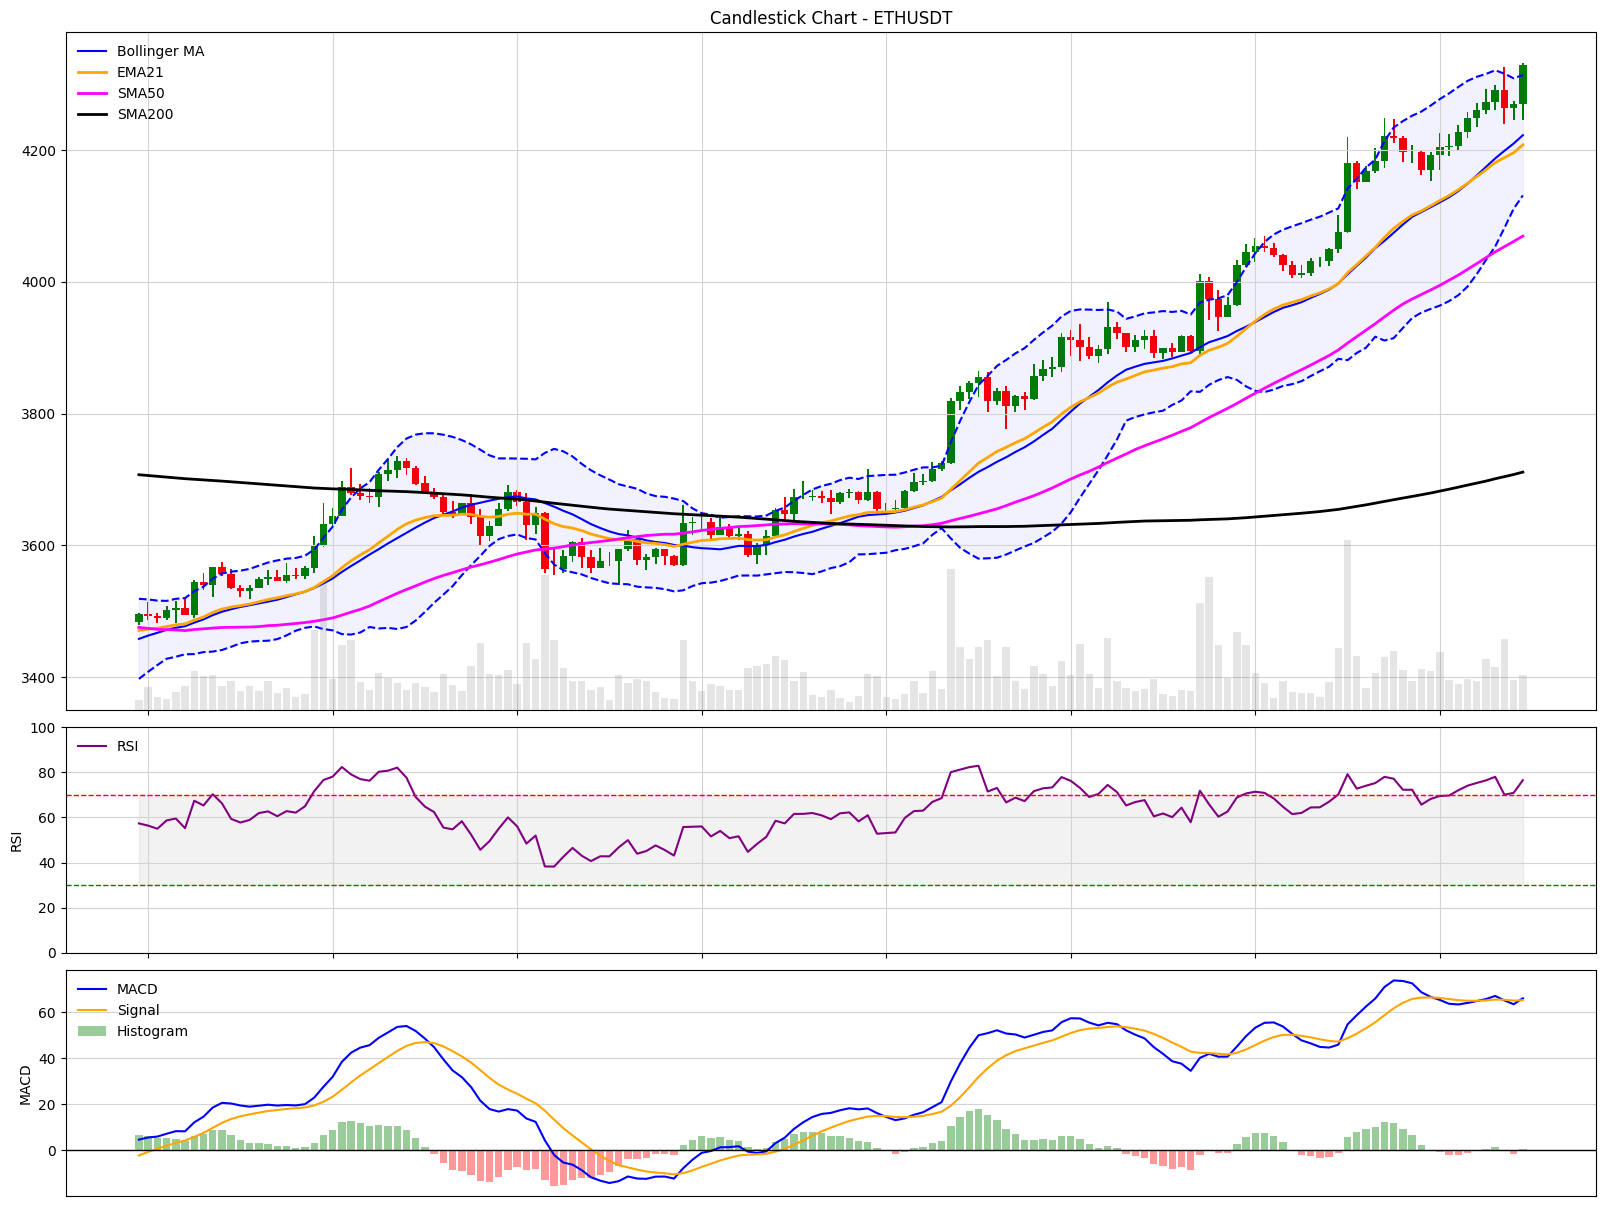 Candlestick Chart - ETHUSDT
Bollinger MA
EMA21
SMA50
SMA200
4200
4000
3800
3600
3400
100
80
60
40
20
0
RSI
RSI
60
40
20
0
MACD
MACD
Signal
Histogram